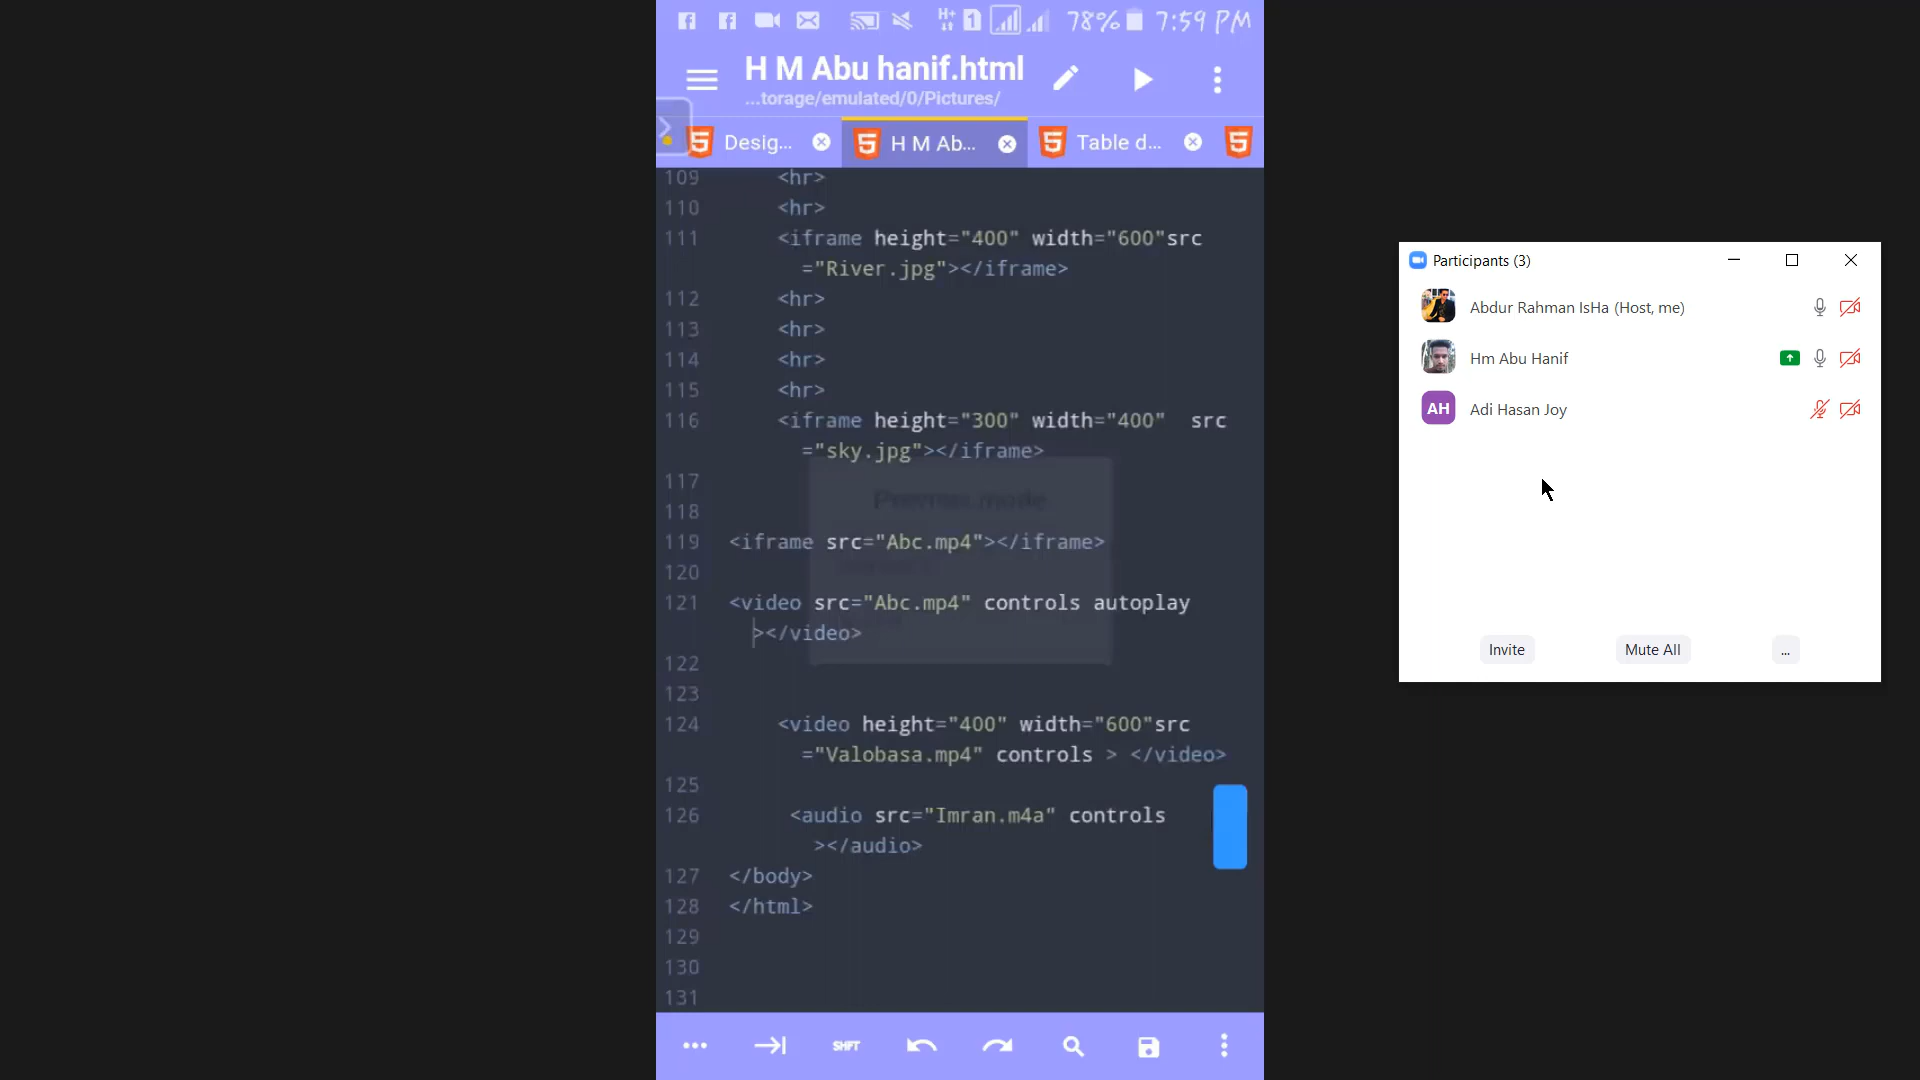 78% 7:59 PM
H M Abu hanif.html
...torage/emulated/0/Pictures/
Desig...
H M Ab...
Table d...
109 <hr>
110 <hr>
111 <iframe height="400" width="600"src
="River.jpg"></iframe>
112 <hr>
113 <hr>
114 <hr>
115 <hr>
116 <iframe height="300" width="400"  src
="sky.jpg"></iframe>
117
118
119 <iframe src="Abc.mp4"></iframe>
120
121 <video src="Abc.mp4" controls autoplay
></video>
122
123
124 <video height="400" width="600"src
="Valobasa.mp4" controls > </video>
125
126 <audio src="Imran.m4a" controls
></audio>
127 </body>
128 </html>
129
130
131
SHFT
Participants (3)
Abdur Rahman IsHa (Host, me)
Hm Abu Hanif
AH Adi Hasan Joy
Invite Mute All ...